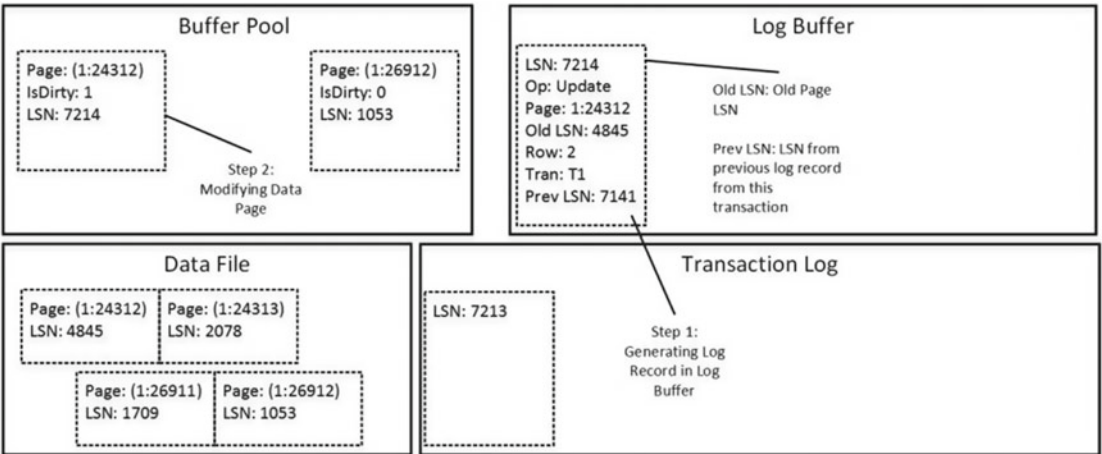 Buffer Pool
Page: (1:24312)
IsDirty: 1
LSN: 7214
Page: (1:26912)
IsDirty: 0
LSN: 1053
Step 2:
Modifying Data
Page
Log Buffer
LSN: 7214
Op: Update
Page: 1:24312
Old LSN: 4845
Row: 2
Tran: T1
Prev LSN: 7141
Old LSN: Old Page
LSN
Prev LSN: LSN from
previous log record
from this
transaction
Data File
Page: (1:24312)
LSN: 4845
Page: (1:24313)
LSN: 2078
Page: (1:26911)
LSN: 1709
Page: (1:26912)
LSN: 1053
Transaction Log
LSN: 7213
Step 1:
Generating Log
Record in Log
Buffer